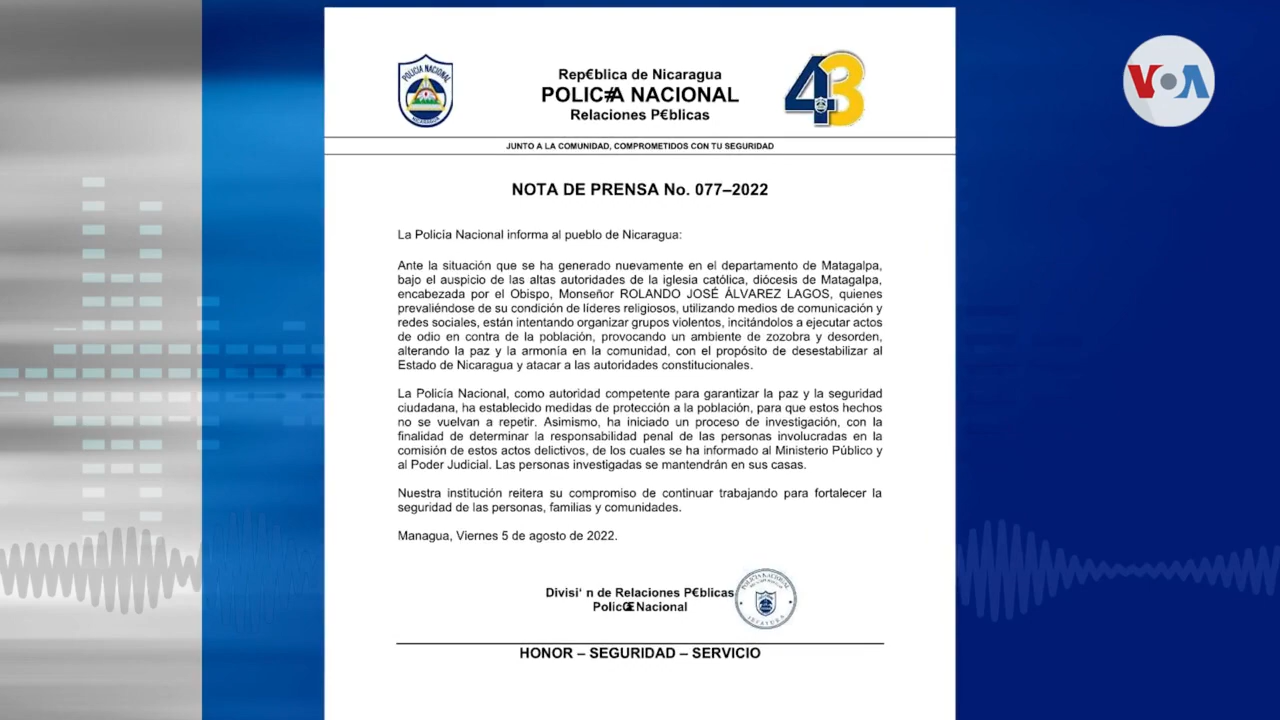 VOA
POLICIA NACIONAL
NICARAGUA
Rep€blica de Nicaragua
POLIC#A NACIONAL
Relaciones P€blicas
43
JUNTO A LA COMUNIDAD, COMPROMETIDOS CON TU SEGURIDAD
NOTA DE PRENSA No. 077–2022
La Policía Nacional informa al pueblo de Nicaragua:
Ante la situación que se ha generado nuevamente en el departamento de Matagalpa,
bajo el auspicio de las altas autoridades de la iglesia católica, diócesis de Matagalpa,
encabezada por el Obispo, Monseñor ROLANDO JOSÉ ÁLVAREZ LAGOS, quienes
prevaliéndose de su condición de líderes religiosos, utilizando medios de comunicación y
redes sociales, están intentando organizar grupos violentos, incitándolos a ejecutar actos
de odio en contra de la población, provocando un ambiente de zozobra y desorden,
alterando la paz y la armonía en la comunidad, con el propósito de desestabilizar al
Estado de Nicaragua y atacar a las autoridades constitucionales.
La Policía Nacional, como autoridad competente para garantizar la paz y la seguridad
ciudadana, ha establecido medidas de protección a la población, para que estos hechos
no se vuelvan a repetir. Asimismo, ha iniciado un proceso de investigación, con la
finalidad de determinar la responsabilidad penal de las personas involucradas en la
comisión de estos actos delictivos, de los cuales se ha informado al Ministerio Público y
al Poder Judicial. Las personas investigadas se mantendrán en sus casas.
Nuestra institución reitera su compromiso de continuar trabajando para fortalecer la
seguridad de las personas, familias y comunidades.
Managua, Viernes 5 de agosto de 2022.
Divisi' n de Relaciones P€blicas
PolicŒ Nacional
POLICIA NACIONAL
JEFATURA
HONOR – SEGURIDAD – SERVICIO